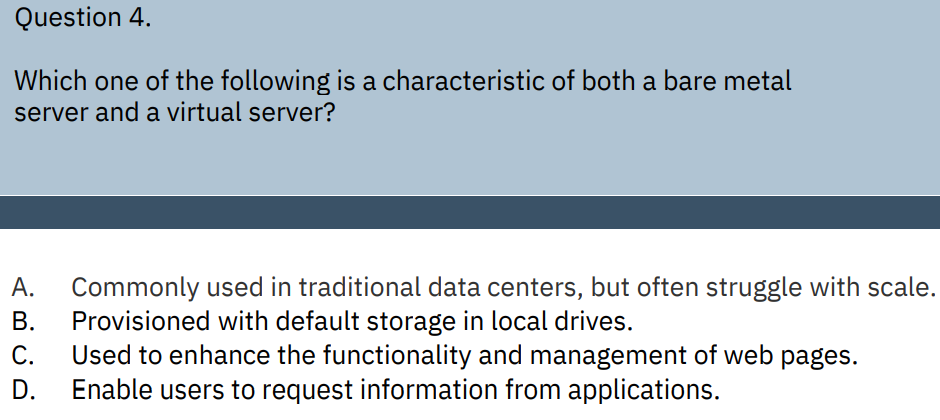 Question 4.
Which one of the following is a characteristic of both a bare metal
server and a virtual server?
A. Commonly used in traditional data centers, but often struggle with scale.
B. Provisioned with default storage in local drives.
C. Used to enhance the functionality and management of web pages.
D. Enable users to request information from applications.